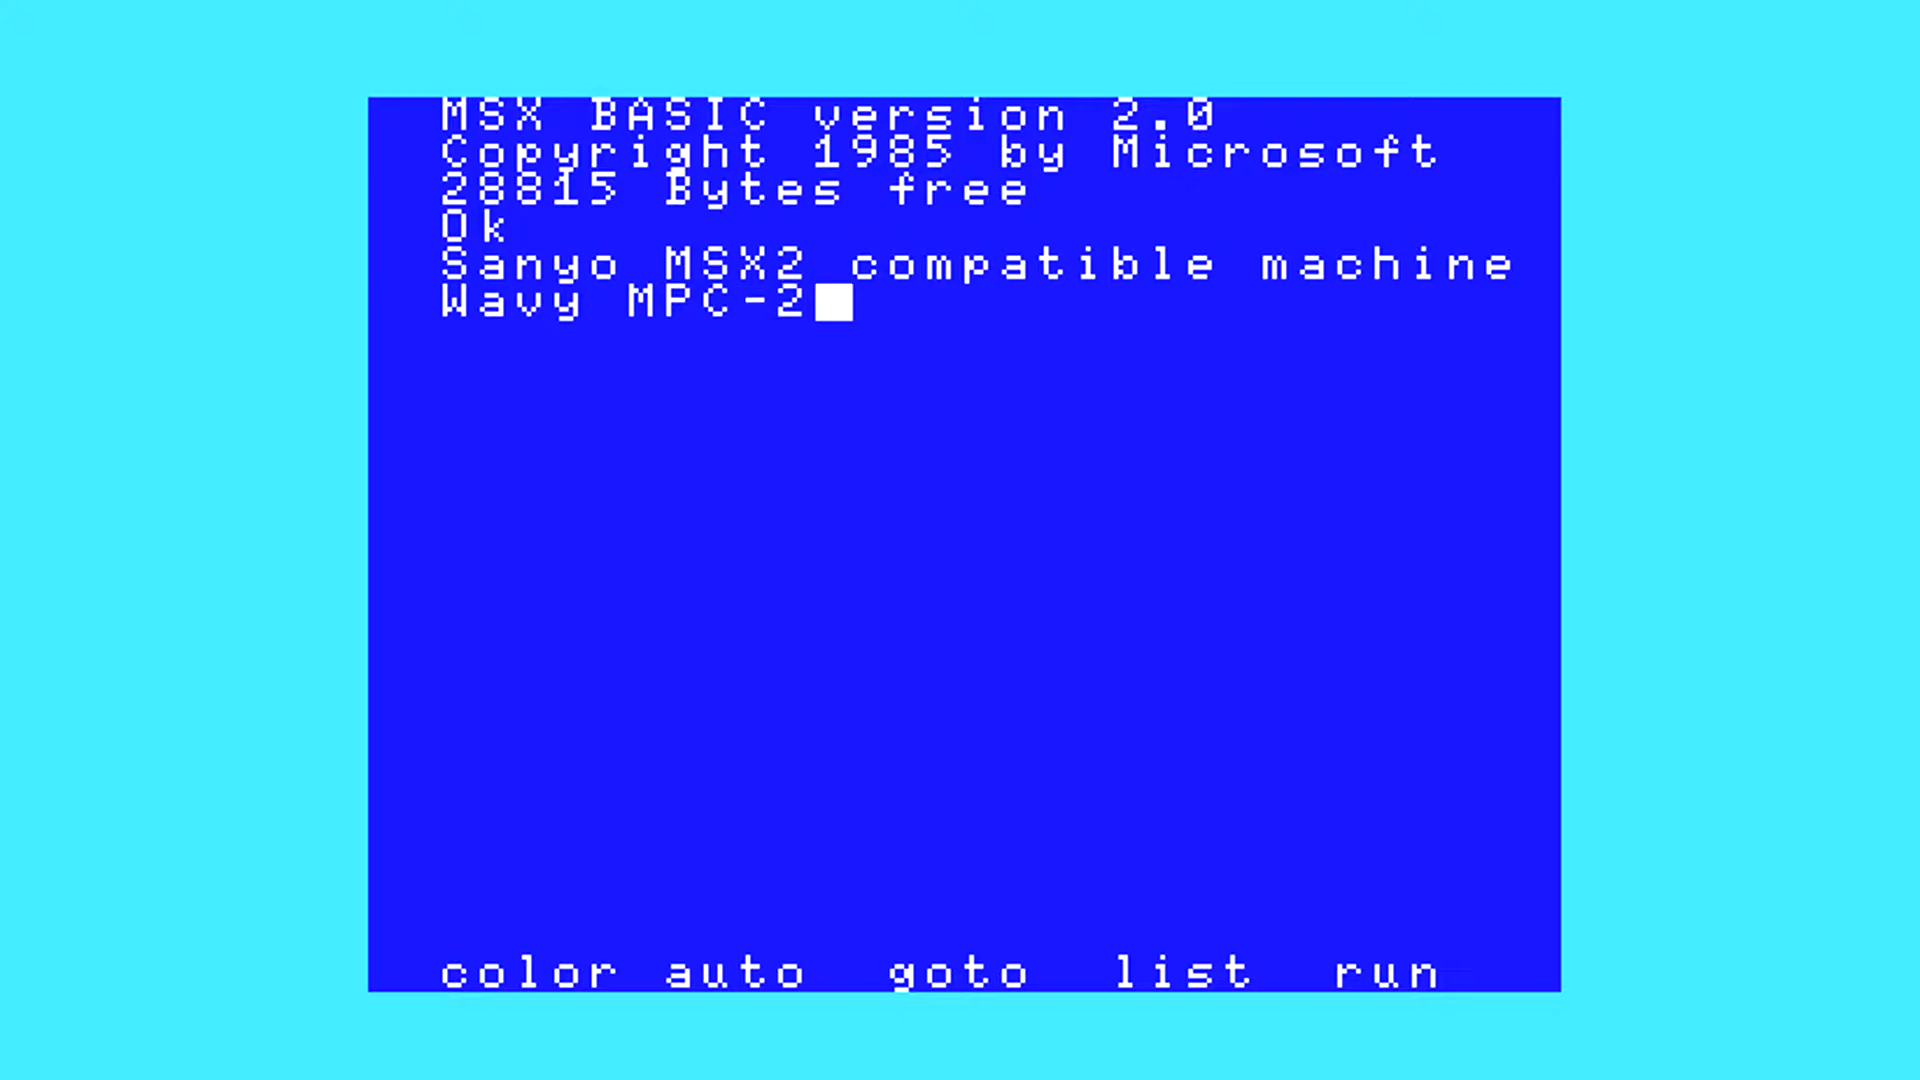 MSX BASIC version 2.0
Copyright 1985 by Microsoft
28815 Bytes free
Ok
Sanyo MSX2 compatible machine
Wavy MPC-2
color auto goto list run